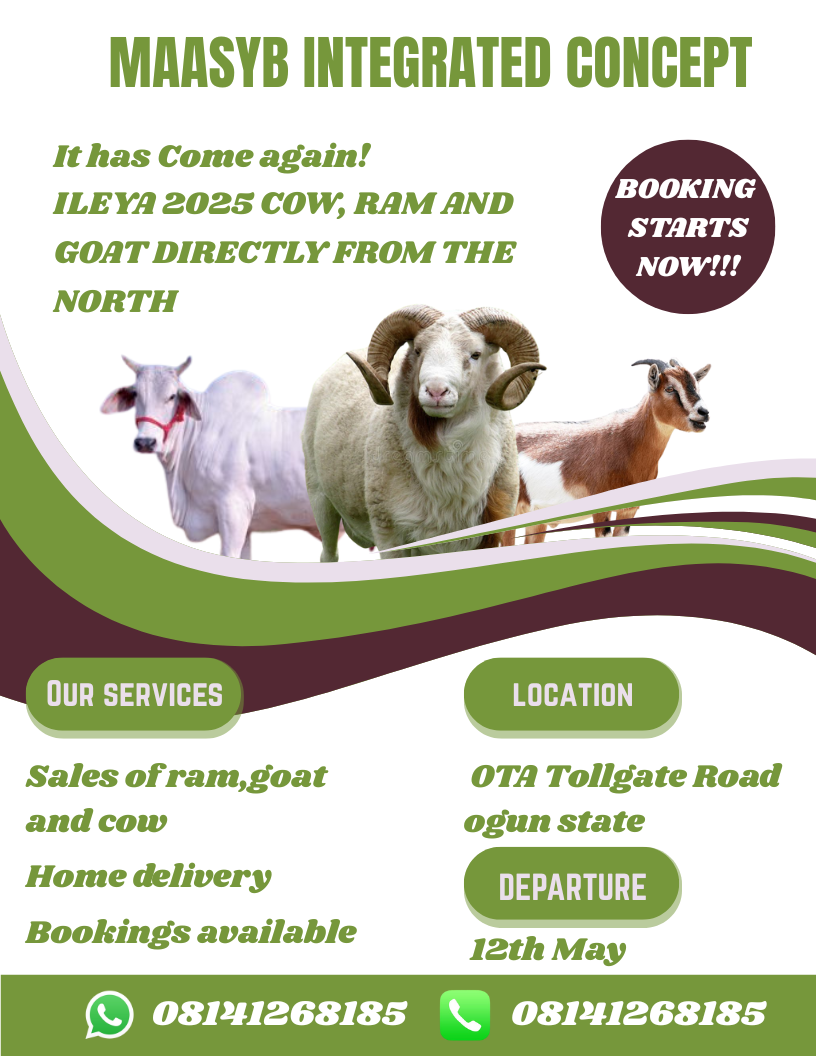 MAASYB INTEGRATED CONCEPT
It has Come again!
ILEYA 2025 COW, RAM AND
GOAT DIRECTLY FROM THE
NORTH
BOOKING
STARTS
NOW!!!
OUR SERVICES
Sales of ram,goat
and cow
Home delivery
Bookings available
LOCATION
OTA Tollgate Road
ogun state
DEPARTURE
12th May
08141268185
08141268185